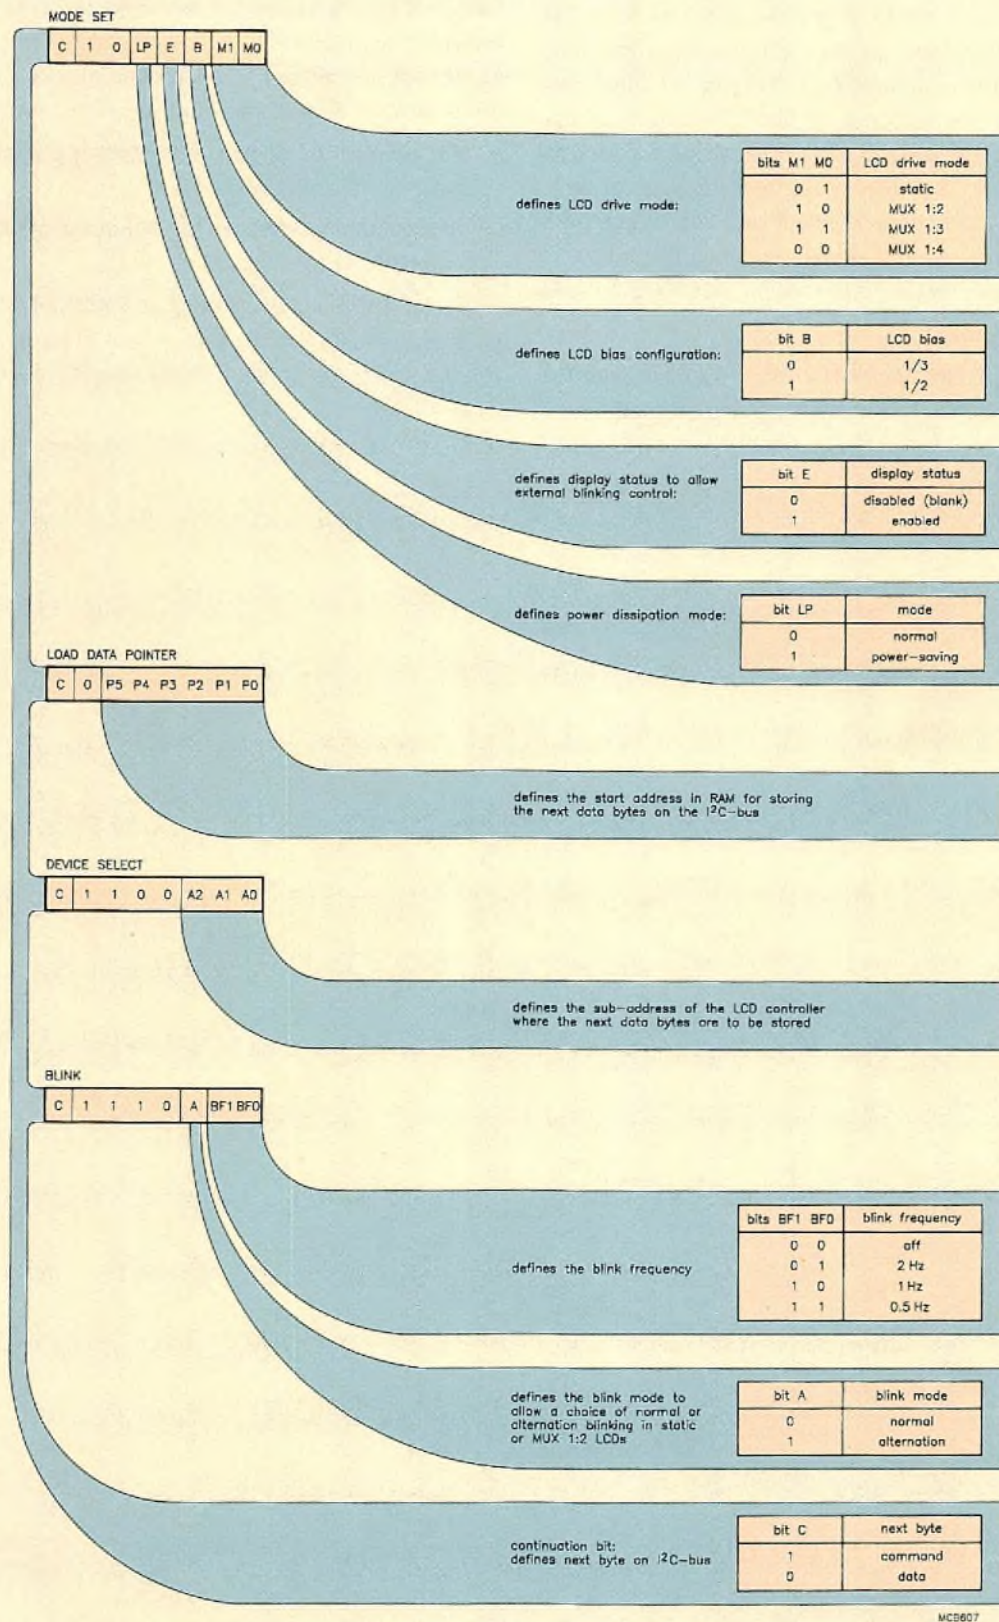 MODE SET
C 1 0 LP E B M1 M0
defines LCD drive mode:
bits M1 M0 LCD drive mode
0 1 static
1 0 MUX 1:2
1 1 MUX 1:3
0 0 MUX 1:4
defines LCD bias configuration:
bit B LCD bias
0 1/3
1 1/2
defines display status to allow
external blinking control:
bit E display status
0 disabled (blank)
1 enabled
defines power dissipation mode:
bit LP mode
0 normal
1 power-saving
LOAD DATA POINTER
C 0 P5 P4 P3 P2 P1 P0
defines the start address in RAM for storing
the next data bytes on the I²C-bus
DEVICE SELECT
C 1 1 0 0 A2 A1 A0
defines the sub-address of the LCD controller
where the next data bytes are to be stored
BLINK
C 1 1 1 0 A BF1 BF0
defines the blink frequency
bits BF1 BF0 blink frequency
0 0 off
0 1 2 Hz
1 0 1 Hz
1 1 0.5 Hz
defines the blink mode to
allow a choice of normal or
alternation blinking in static
or MUX 1:2 LCDs
bit A blink mode
0 normal
1 alternation
continuation bit:
defines next byte on I²C-bus
bit C next byte
1 command
0 data
MCB607